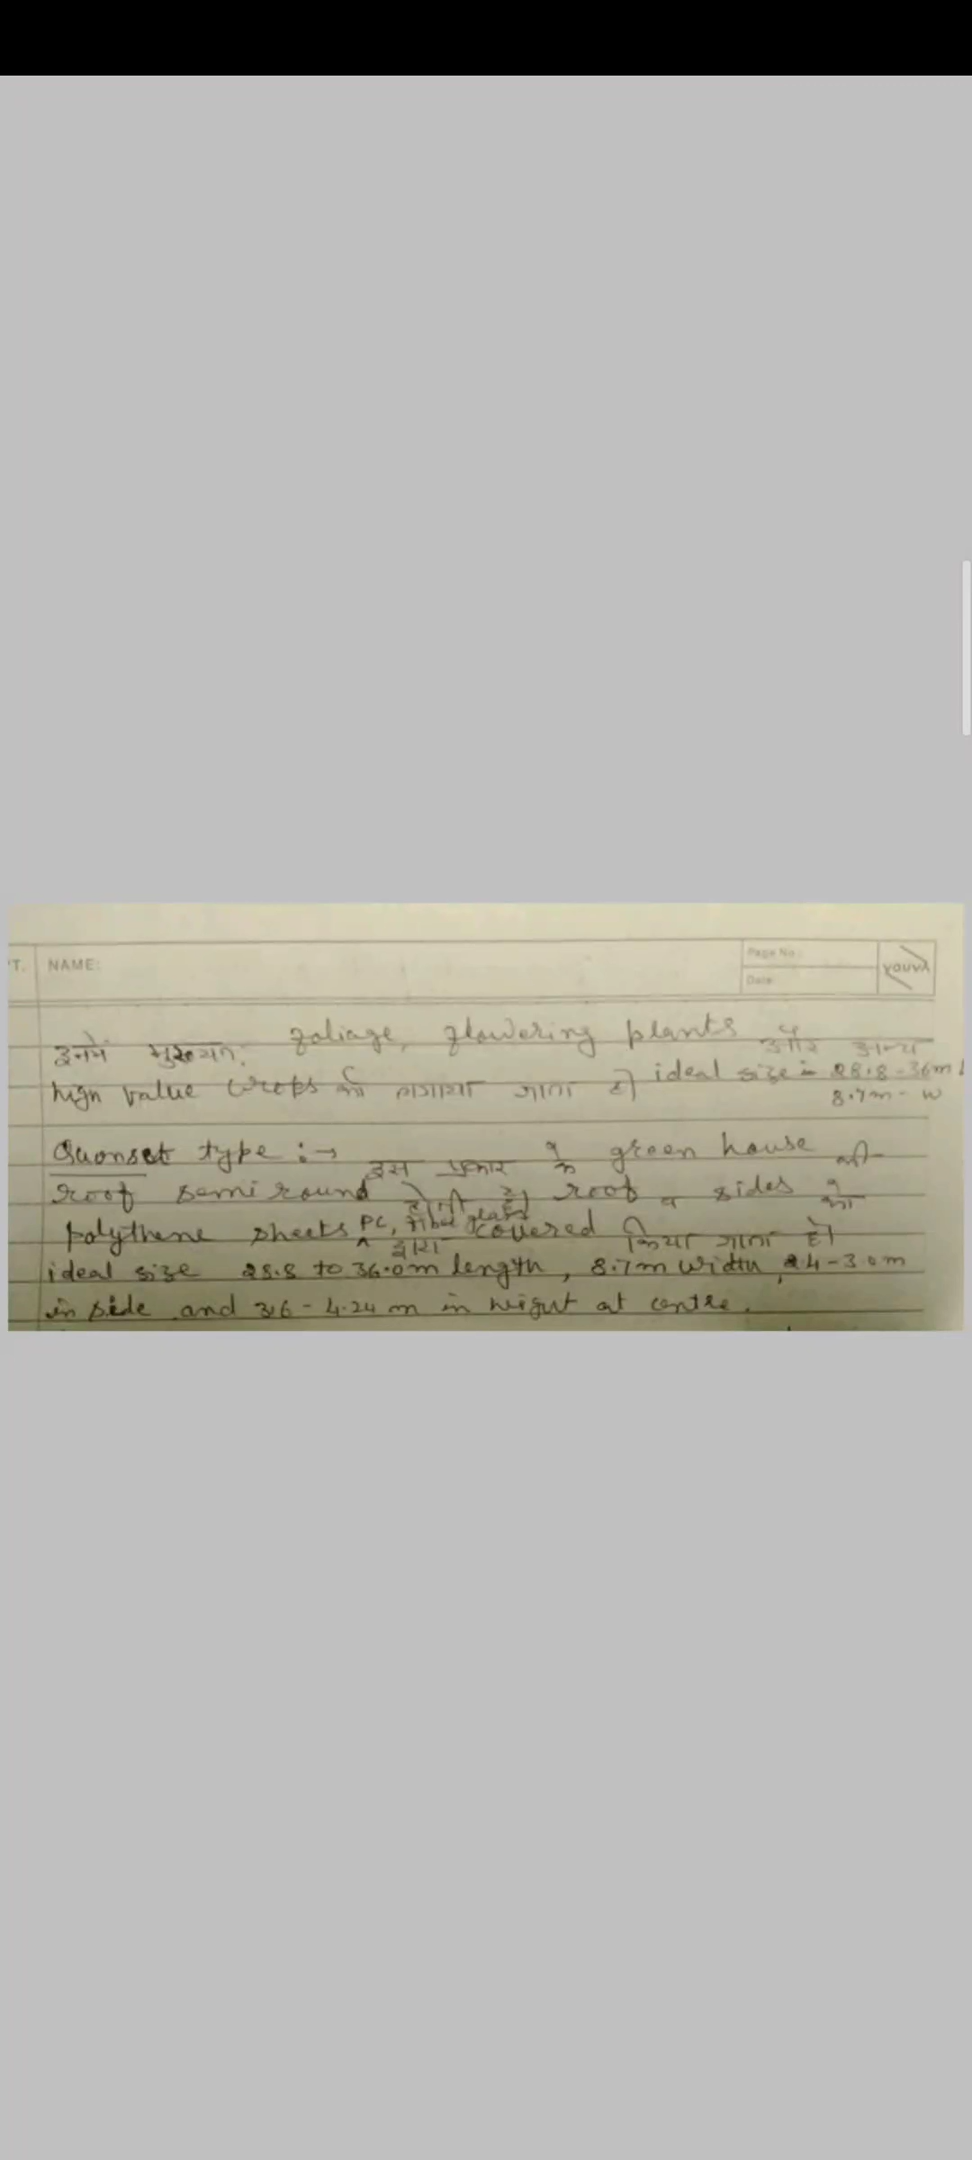 T. NAME:
Page No.:
Date:
YOUVA
इनमें मुख्यत: foliage, flowering plants और अन्य
high value crops को लगाया जाता है। ideal size is 28.8-36m L
8.7m - W
Quonset type :→ इस प्रकार के green house की
roof semi round होती है। roof व sides को
polythene sheets ^ PC, fiber glass द्वारा covered किया जाता है।
ideal size 28.8 to 36.0m length, 8.7m width, 2.4-3.0m
in side and 3.6 - 4.24 m in height at centre.